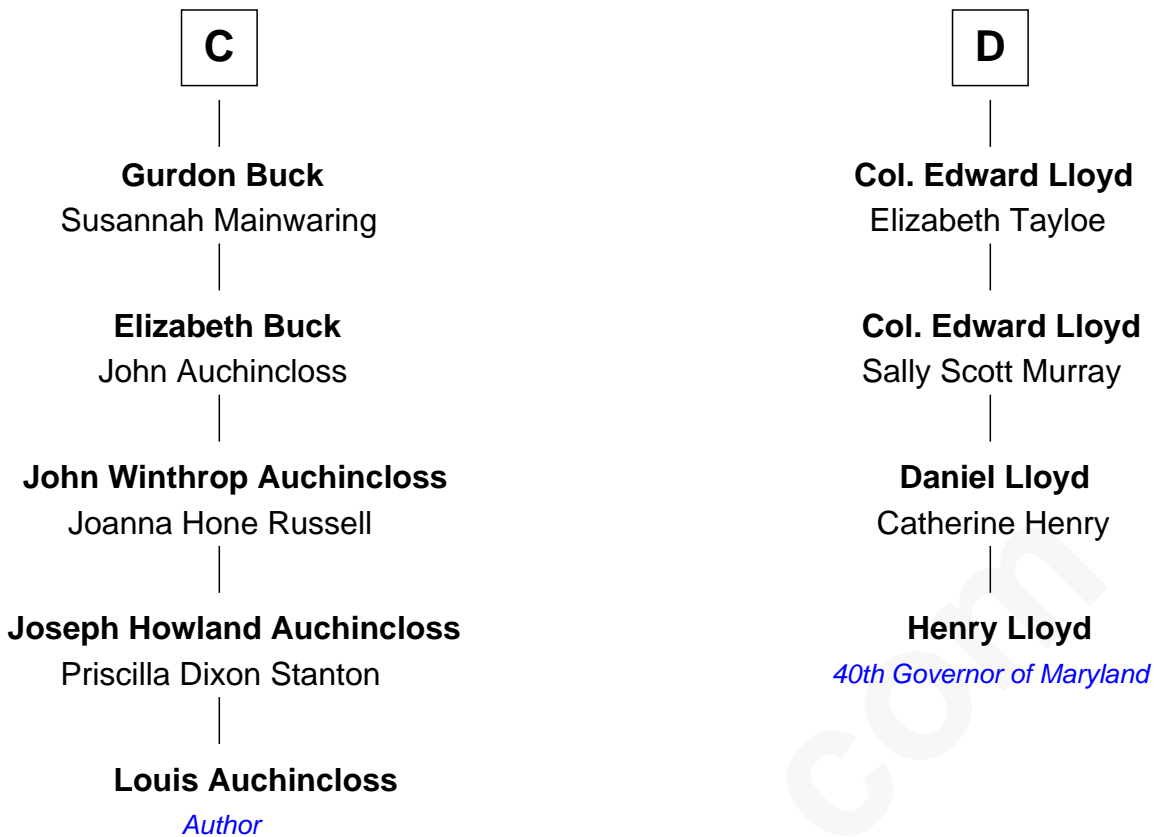 C
Gurdon Buck
Susannah Mainwaring
Elizabeth Buck
John Auchincloss
John Winthrop Auchincloss
Joanna Hone Russell
Joseph Howland Auchincloss
Priscilla Dixon Stanton
Louis Auchincloss
Author
D
Col. Edward Lloyd
Elizabeth Tayloe
Col. Edward Lloyd
Sally Scott Murray
Daniel Lloyd
Catherine Henry
Henry Lloyd
40th Governor of Maryland
com